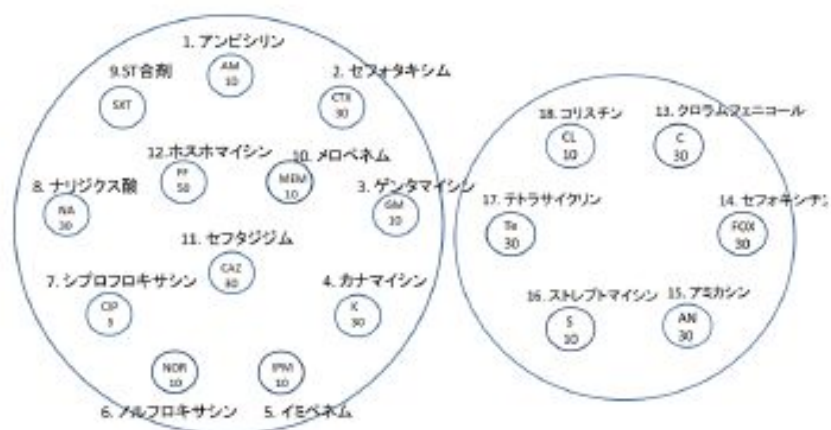 1. アンピシリン
AM
10
2. セフォタキシム
CTX
30
3. ゲンタマイシン
GM
10
4. カナマイシン
K
30
5. イミペネム
IPM
10
6. ノルフロキサシン
NOR
10
7. シプロフロキサシン
CIP
5
8. ナリジクス酸
NA
30
9.ST合剤
SXT
10. メロペネム
MEM
10
11. セフタジジム
CAZ
30
12.ホスホマイシン
FF
50
13. クロラムフェニコール
C
30
14. セフォキシチン
FOX
30
15. アミカシン
AN
30
16. ストレプトマイシン
S
10
17. テトラサイクリン
Te
30
18. コリスチン
CL
10